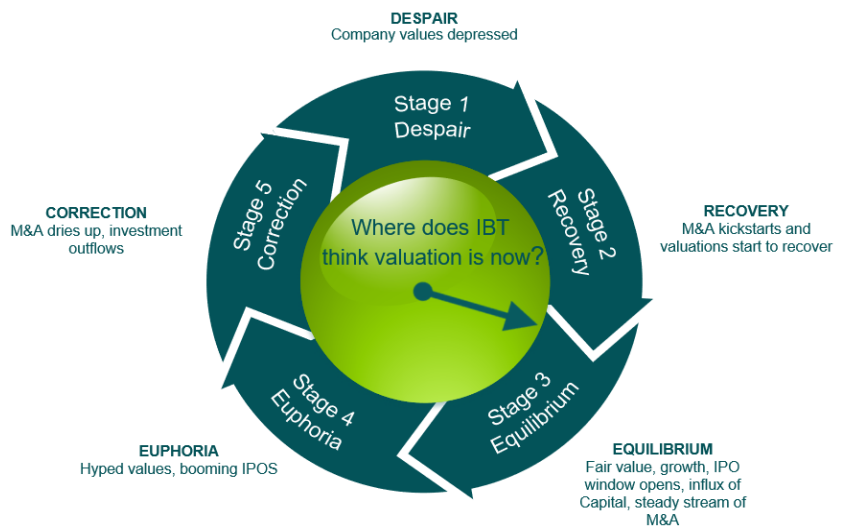 DESPAIR
Company values depressed
Stage 1
Despair
Stage 2
Recovery
RECOVERY
M&A kickstarts and
valuations start to recover
Stage 3
Equilibrium
EQUILIBRIUM
Fair value, growth, IPO
window opens, influx of
Capital, steady stream of
M&A
Stage 4
Euphoria
EUPHORIA
Hyped values, booming IPOS
Stage 5
Correction
CORRECTION
M&A dries up, investment
outflows
Where does IBT
think valuation is now?